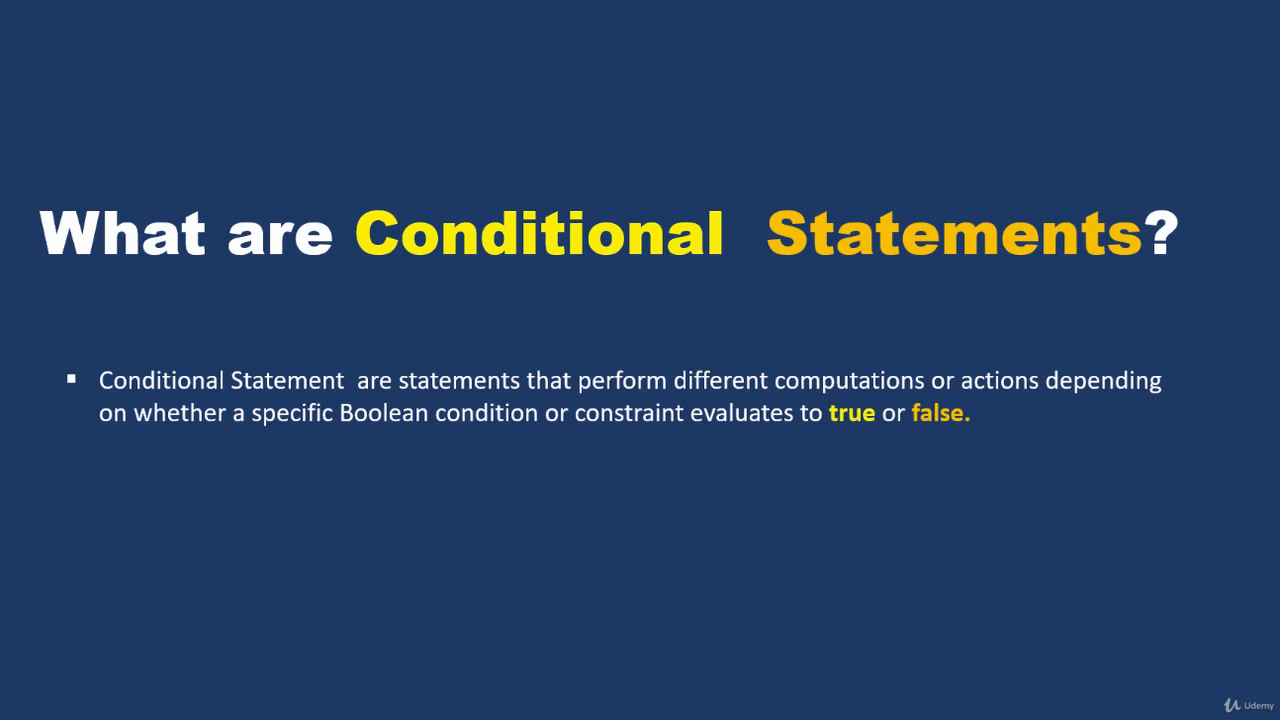 What are Conditional Statements?
▪ Conditional Statement are statements that perform different computations or actions depending
on whether a specific Boolean condition or constraint evaluates to true or false.
Udemy